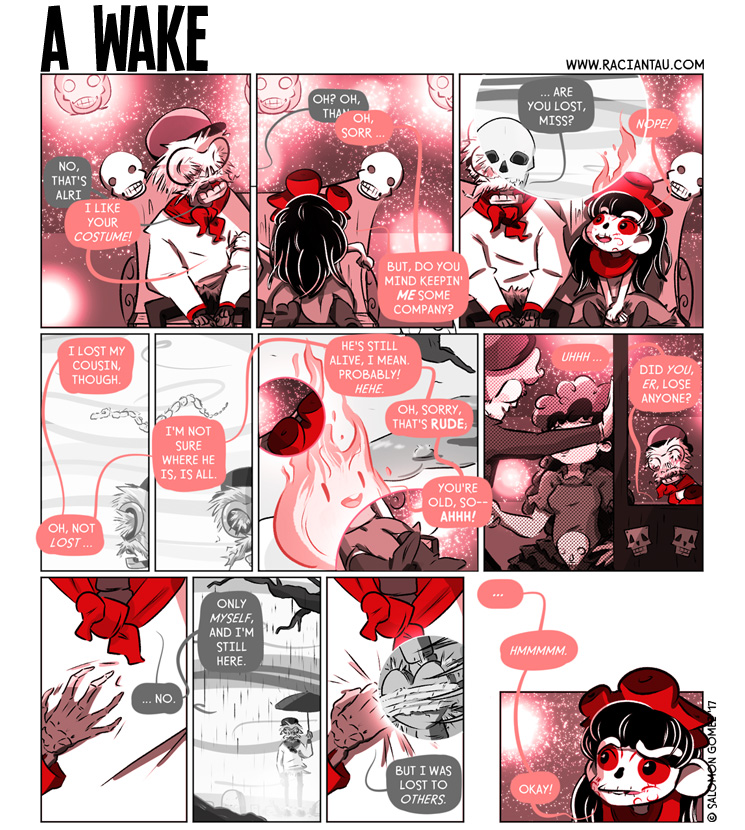 A WAKE
WWW.RACIANTAU.COM
NO,
THAT'S
ALRI
I LIKE
YOUR
COSTUME!
OH? OH,
THAN
OH,
SORR ...
BUT, DO YOU
MIND KEEPIN'
ME SOME
COMPANY?
... ARE
YOU LOST,
MISS?
NOPE!
I LOST MY
COUSIN,
THOUGH.
OH, NOT
LOST ...
I'M NOT
SURE
WHERE HE
IS, IS ALL.
HE'S STILL
ALIVE, I MEAN.
PROBABLY!
HEHE.
OH, SORRY,
THAT'S RUDE,
YOU'RE
OLD, SO--
AHHH!
UHHH ...
DID YOU,
ER, LOSE
ANYONE?
... NO.
ONLY
MYSELF,
AND I'M
STILL
HERE.
BUT I WAS
LOST TO
OTHERS.
...
HMMMMM.
OKAY!
© SALOMON GOMEZ '17